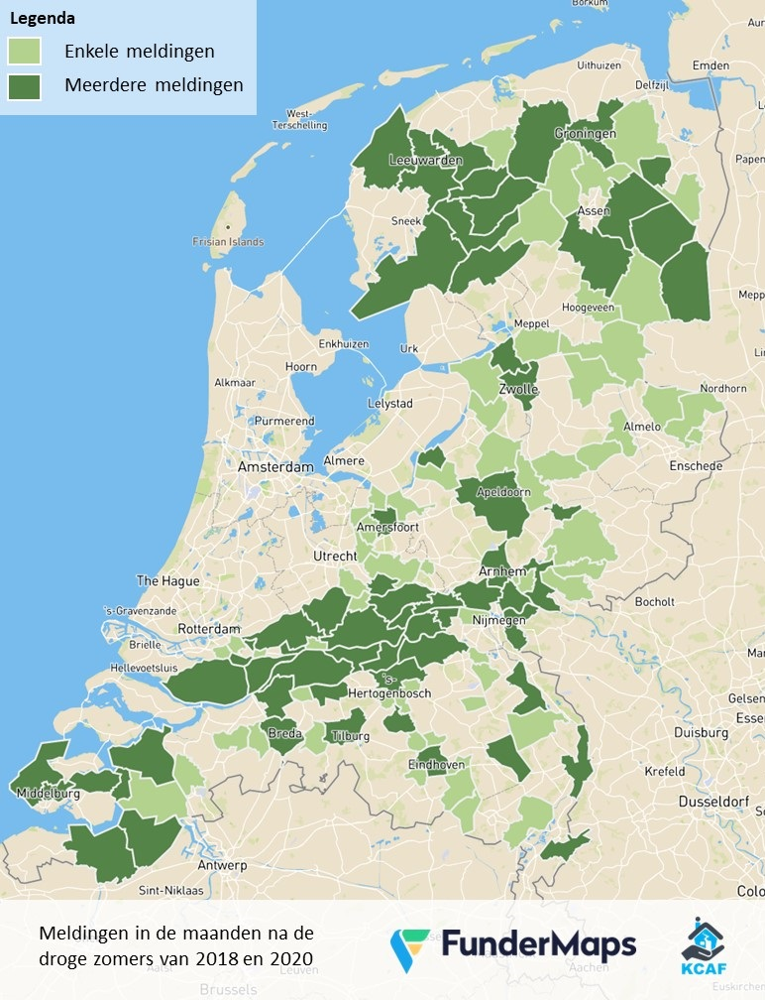 Legenda
Enkele meldingen
Meerdere meldingen
Borkum
Uithuizen
Emden
Delfzijl
West-
Terschelling
Groningen
Leeuwarden
Papen
Assen
Sneek
Frisian Islands
Mepp
Hoogeveen
Meppel
Enkhuizen
Urk
Hoorn
Alkmaar
Zwolle
Nordhorn
Lelystad
Purmerend
Almelo
Almere
Amsterdam
Enschede
Apeldoorn
Amersfoort
Utrecht
Arnhem
The Hague
Bocholt
's-Gravenzande
Nijmegen
Rotterdam
Brielle
Hellevoetsluis
's-
Hertogenbosch
Gelsen
Esse
Breda
Tilburg
Duisburg
Eindhoven
Krefeld
Middelburg
Dusseldorf
Antwerp
Sint-Niklaas
Colo
Meldingen in de maanden na de
droge zomers van 2018 en 2020
FunderMaps
KCAF
Aachen
Brussels
Euskirchen